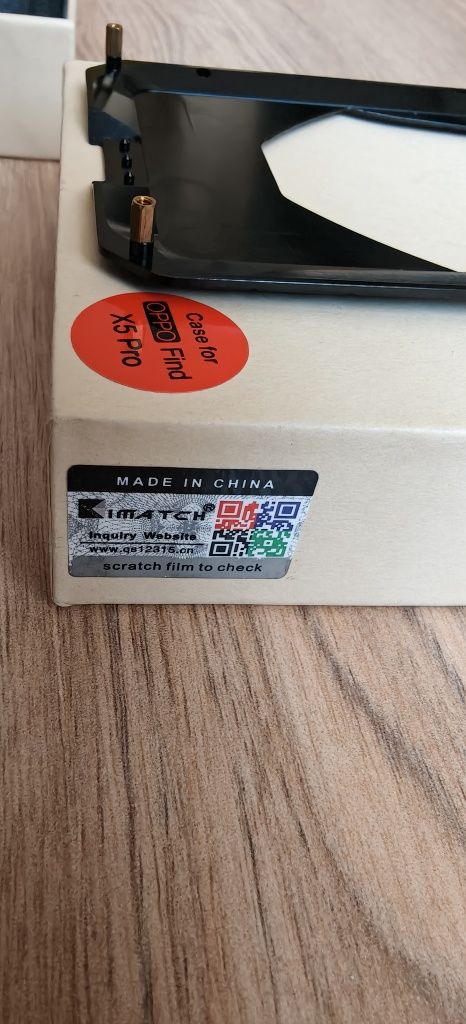 Case for
OPPO Find
X5 Pro
MADE IN CHINA
KIMATCH®
Inquiry Website
www.qs12315.cn
scratch film to check